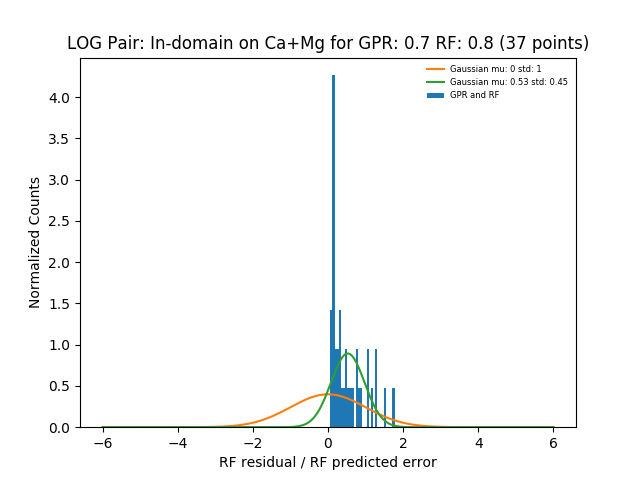 LOG Pair: In-domain on Ca+Mg for GPR: 0.7 RF: 0.8 (37 points)
Gaussian mu: 0 std: 1
Gaussian mu: 0.53 std: 0.45
GPR and RF
Normalized Counts
4.0
3.5
3.0
2.5
2.0
1.5
1.0
0.5
0.0
−6 −4 −2 0 2 4 6
RF residual / RF predicted error